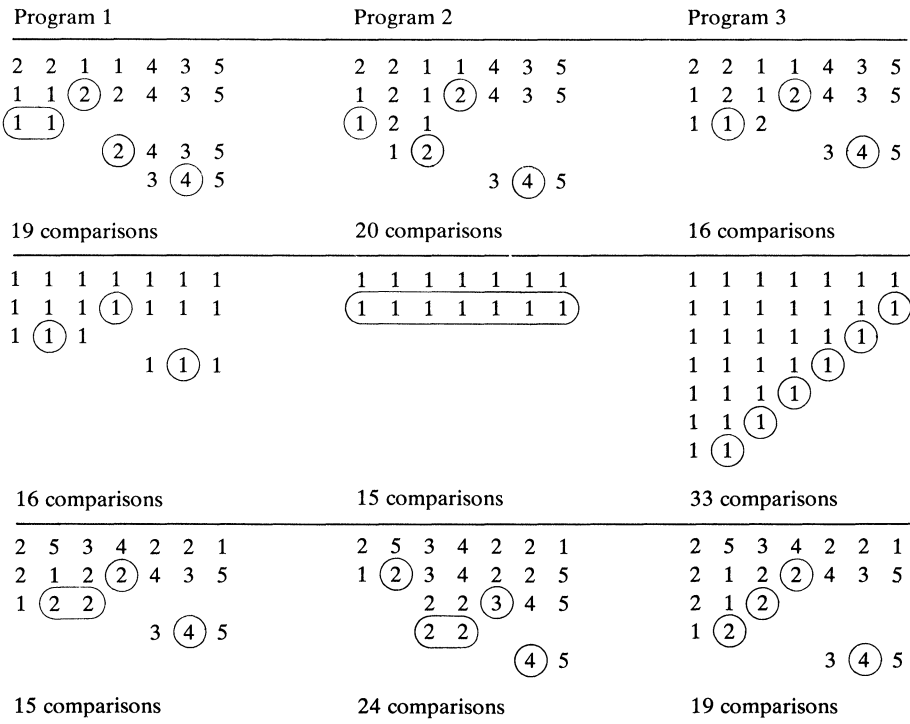 Program 1 Program 2 Program 3
2 2 1 1 4 3 5 2 2 1 1 4 3 5 2 2 1 1 4 3 5
1 1 2 2 4 3 5 1 2 1 2 4 3 5 1 2 1 2 4 3 5
1 1 1 2 1 1 1 2
2 4 3 5 1 2 3 4 5
3 4 5 3 4 5
19 comparisons 20 comparisons 16 comparisons
1 1 1 1 1 1 1 1 1 1 1 1 1 1 1 1 1 1 1 1 1
1 1 1 1 1 1 1 1 1 1 1 1 1 1 1 1 1 1 1 1 1
1 1 1 1 1 1 1 1 1
1 1 1 1 1 1 1 1
1 1 1 1
1 1 1
1 1
16 comparisons 15 comparisons 33 comparisons
2 5 3 4 2 2 1 2 5 3 4 2 2 1 2 5 3 4 2 2 1
2 1 2 2 4 3 5 1 2 3 4 2 2 5 2 1 2 2 4 3 5
1 2 2 2 2 3 4 5 2 1 2
3 4 5 2 2 1 2
4 5 3 4 5
15 comparisons 24 comparisons 19 comparisons